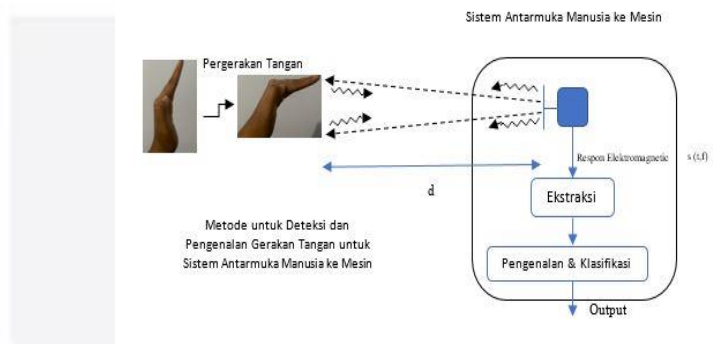 Sistem Antarmuka Manusia ke Mesin
Pergerakan Tangan
Respon Elektromagnetic s (t,f)
d
Ekstraksi
Metode untuk Deteksi dan
Pengenalan Gerakan Tangan untuk
Sistem Antarmuka Manusia ke Mesin
Pengenalan & Klasifikasi
Output